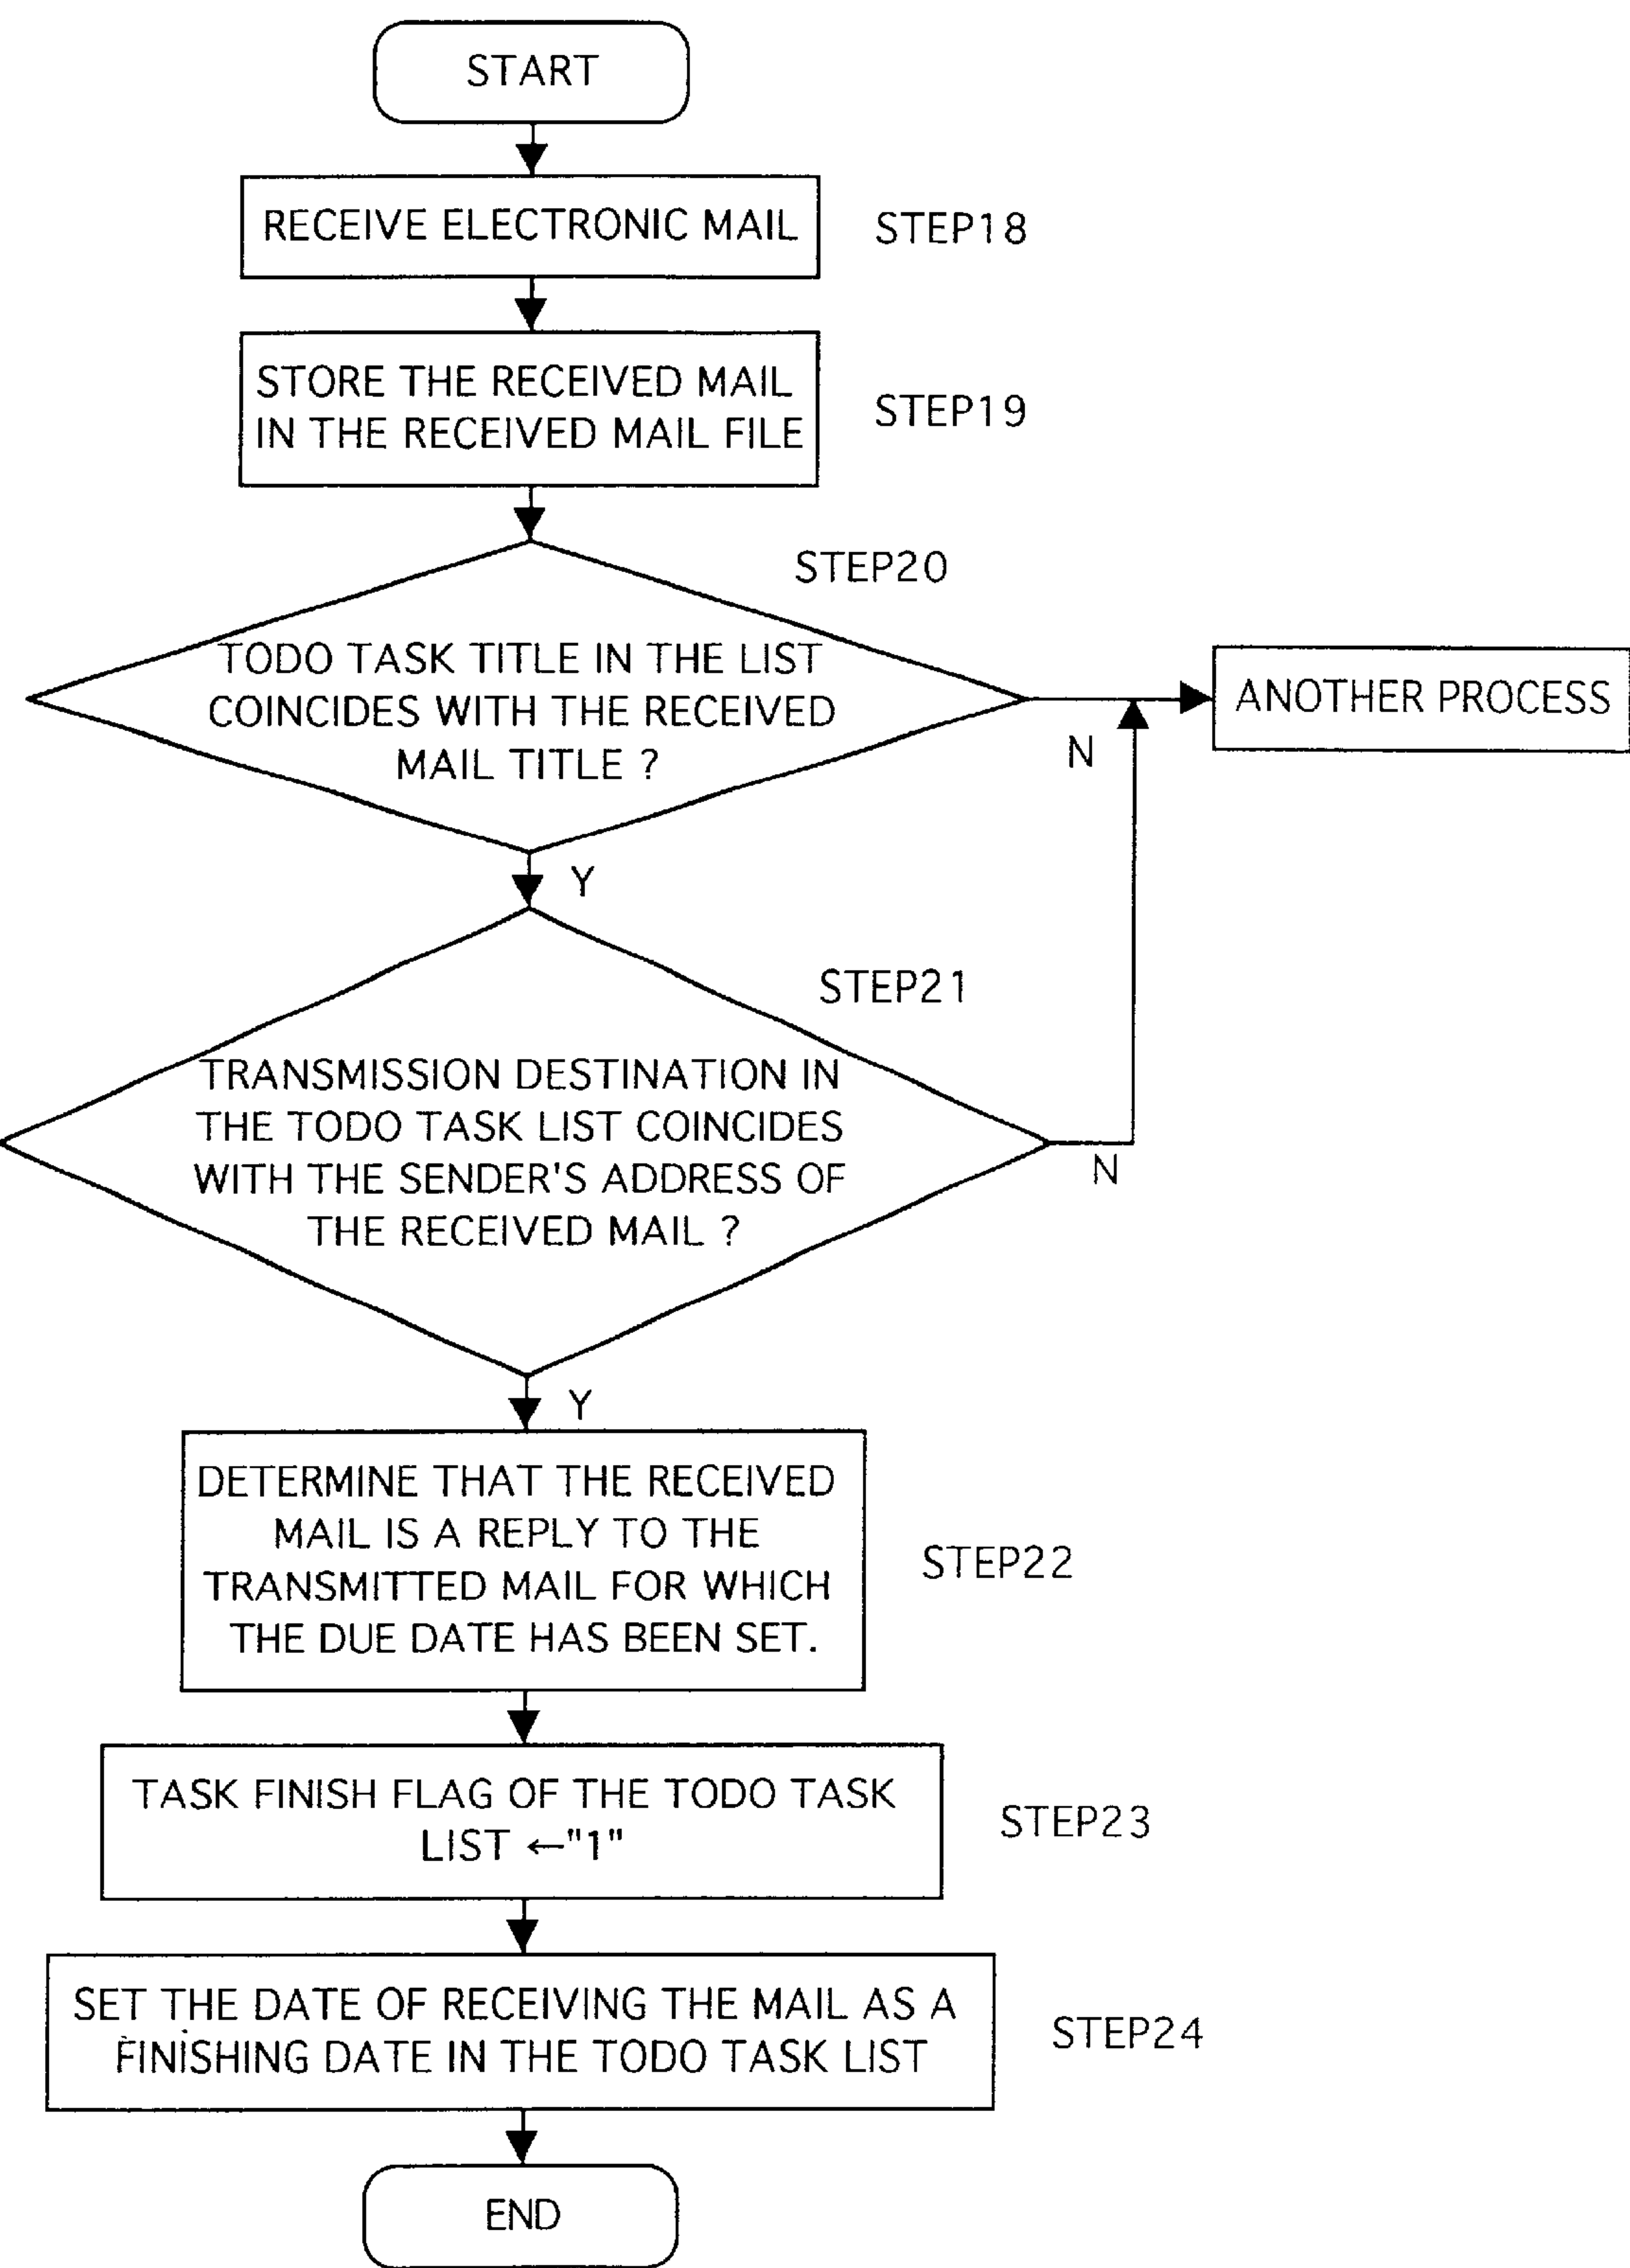 START
RECEIVE ELECTRONIC MAIL
STEP18
STORE THE RECEIVED MAIL
IN THE RECEIVED MAIL FILE
STEP19
STEP20
TODO TASK TITLE IN THE LIST
COINCIDES WITH THE RECEIVED
MAIL TITLE ?
N
ANOTHER PROCESS
Y
STEP21
TRANSMISSION DESTINATION IN
THE TODO TASK LIST COINCIDES
WITH THE SENDER'S ADDRESS OF
THE RECEIVED MAIL ?
N
Y
DETERMINE THAT THE RECEIVED
MAIL IS A REPLY TO THE
TRANSMITTED MAIL FOR WHICH
THE DUE DATE HAS BEEN SET.
STEP22
TASK FINISH FLAG OF THE TODO TASK
LIST ←"1"
STEP23
SET THE DATE OF RECEIVING THE MAIL AS A
FINISHING DATE IN THE TODO TASK LIST
STEP24
END